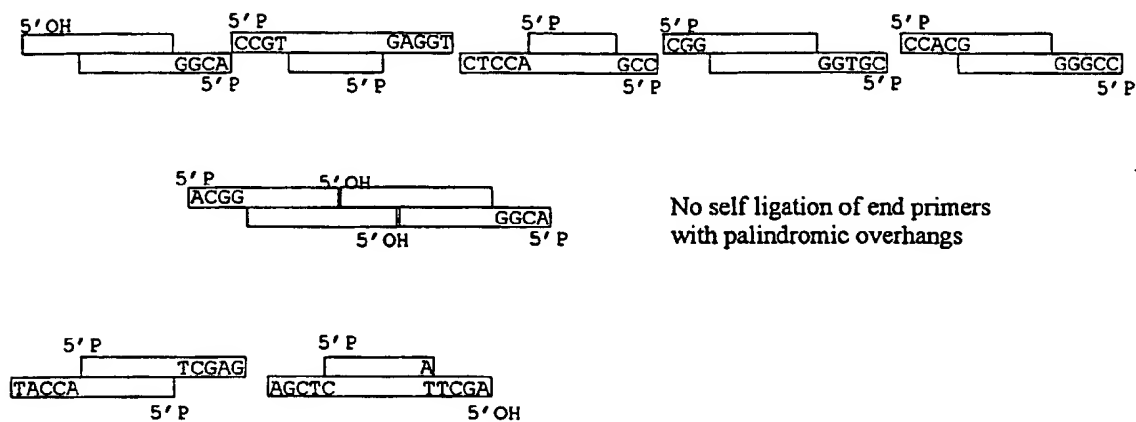 5'OH 5'P 5'P 5'P 5'P
CCGT GAGGT CGG CCACG
GGCA CTCCA GCC GGTGC GGGCC
5'P 5'P 5'P 5'P 5'P
5'P 5'OH
ACGG
GGCA
5'OH 5'P
No self ligation of end primers
with palindromic overhangs
5'P 5'P
TCGAG A
TACCA AGCTC TTCGA
5'P 5'OH